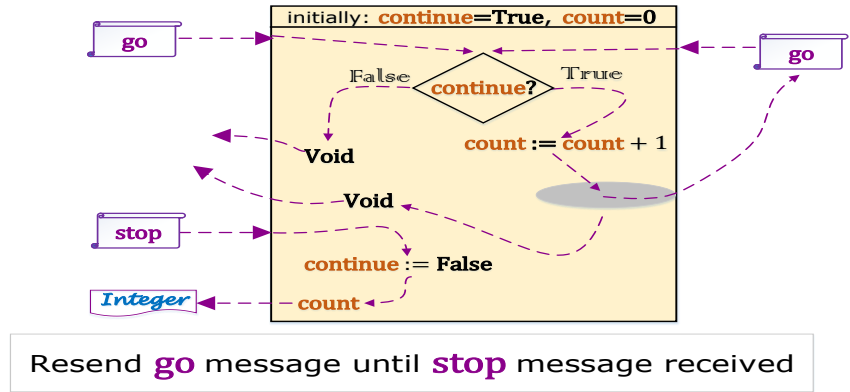 initially: continue=True, count=0
go
go
False
True
continue?
count := count + 1
Void
Void
stop
continue := False
Integer
count
Resend go message until stop message received